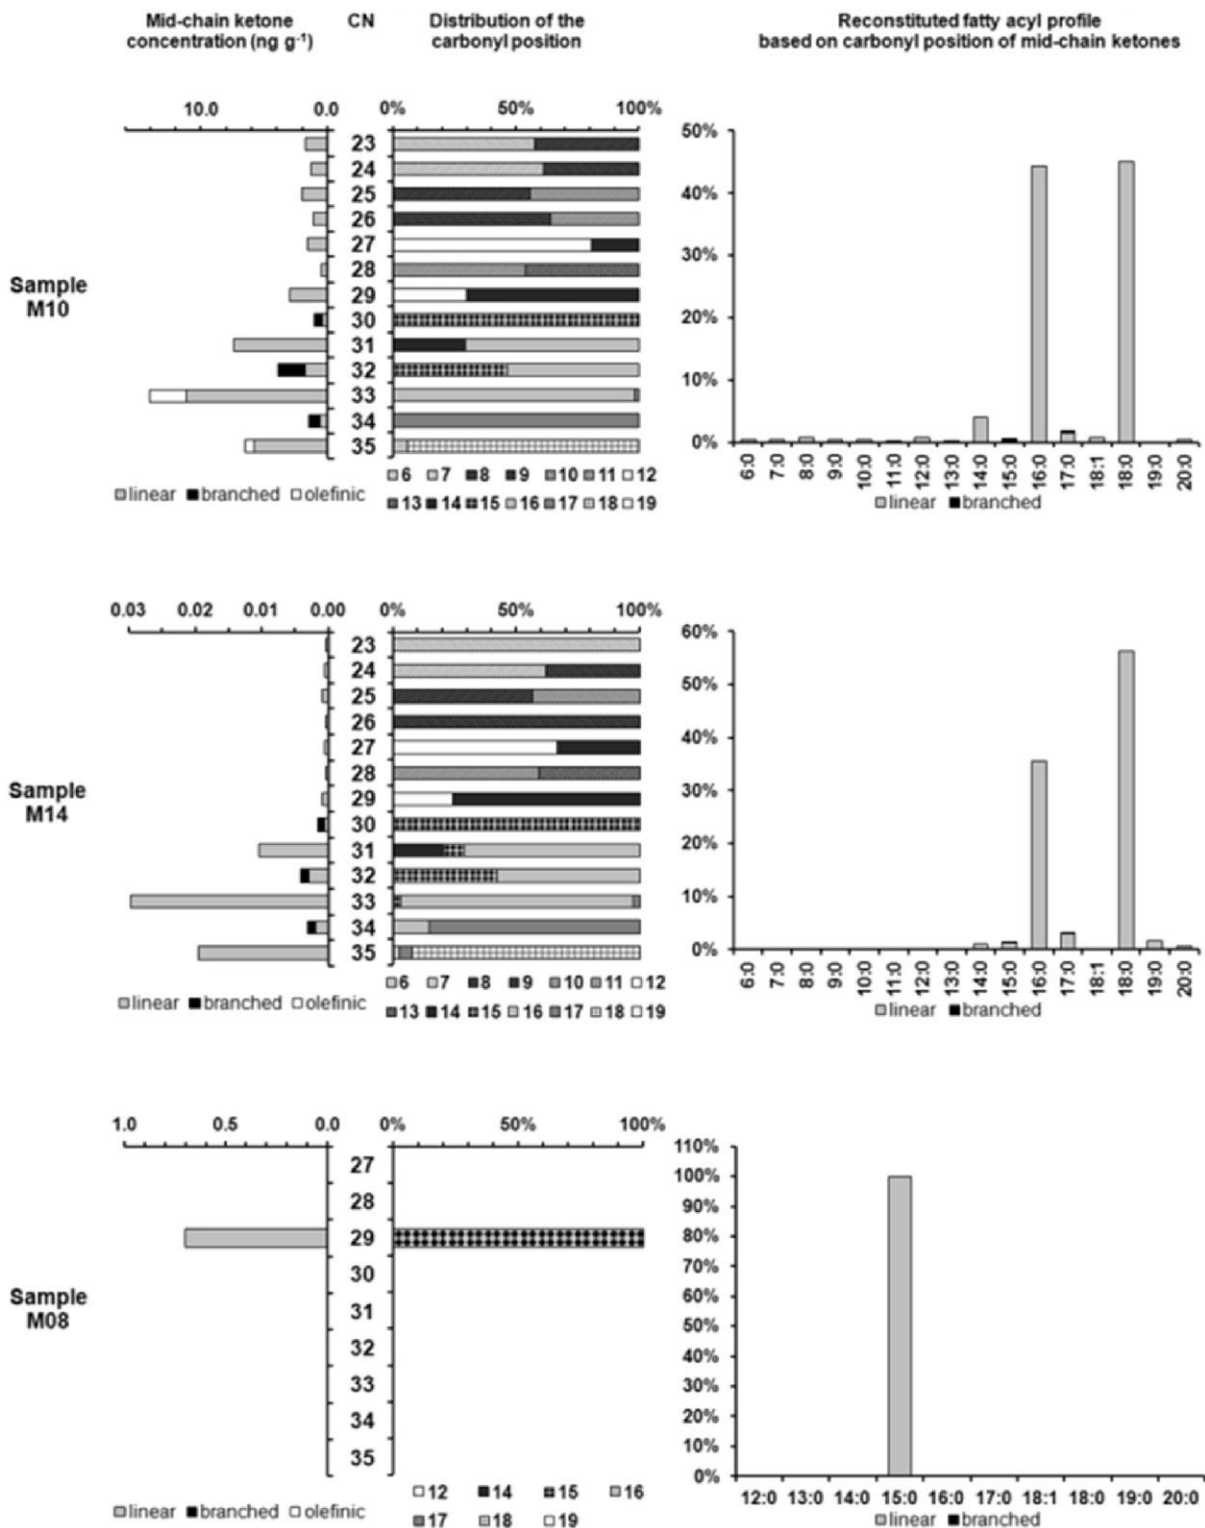 Mid-chain ketone
concentration (ng g-1)
CN
Distribution of the
carbonyl position
Reconstituted fatty acyl profile
based on carbonyl position of mid-chain ketones
Sample
M10
10.0 0.0
0% 50% 100%
23
24
25
26
27
28
29
30
31
32
33
34
35
linear branched olefinic
6 7 8 9 10 11 12
13 14 15 16 17 18 19
50%
40%
30%
20%
10%
0%
6:0 7:0 8:0 9:0 10:0 11:0 12:0 13:0 14:0 15:0 16:0 17:0 18:1 18:0 19:0 20:0
linear branched
Sample
M14
0.03 0.02 0.01 0.00
0% 50% 100%
23
24
25
26
27
28
29
30
31
32
33
34
35
linear branched olefinic
6 7 8 9 10 11 12
13 14 15 16 17 18 19
60%
50%
40%
30%
20%
10%
0%
6:0 7:0 8:0 9:0 10:0 11:0 12:0 13:0 14:0 15:0 16:0 17:0 18:1 18:0 19:0 20:0
linear branched
Sample
M08
1.0 0.5 0.0
0% 50% 100%
27
28
29
30
31
32
33
34
35
linear branched olefinic
12 14 15 16
17 18 19
110%
100%
90%
80%
70%
60%
50%
40%
30%
20%
10%
0%
12:0 13:0 14:0 15:0 16:0 17:0 18:1 18:0 19:0 20:0
linear branched